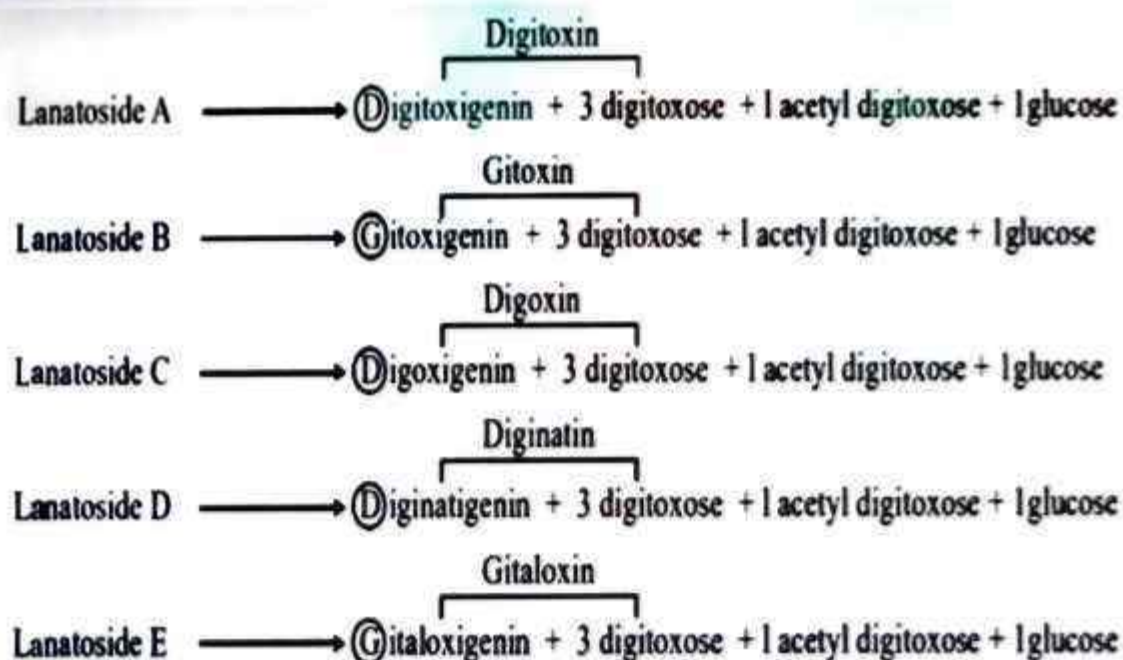 Digitoxin
Lanatoside A Digitoxigenin + 3 digitoxose + 1 acetyl digitoxose + 1glucose
Gitoxin
Lanatoside B Gitoxigenin + 3 digitoxose + 1 acetyl digitoxose + 1glucose
Digoxin
Lanatoside C Digoxigenin + 3 digitoxose + 1 acetyl digitoxose + 1glucose
Diginatin
Lanatoside D Diginatigenin + 3 digitoxose + 1 acetyl digitoxose + 1glucose
Gitaloxin
Lanatoside E Gitaloxigenin + 3 digitoxose + 1 acetyl digitoxose + 1glucose